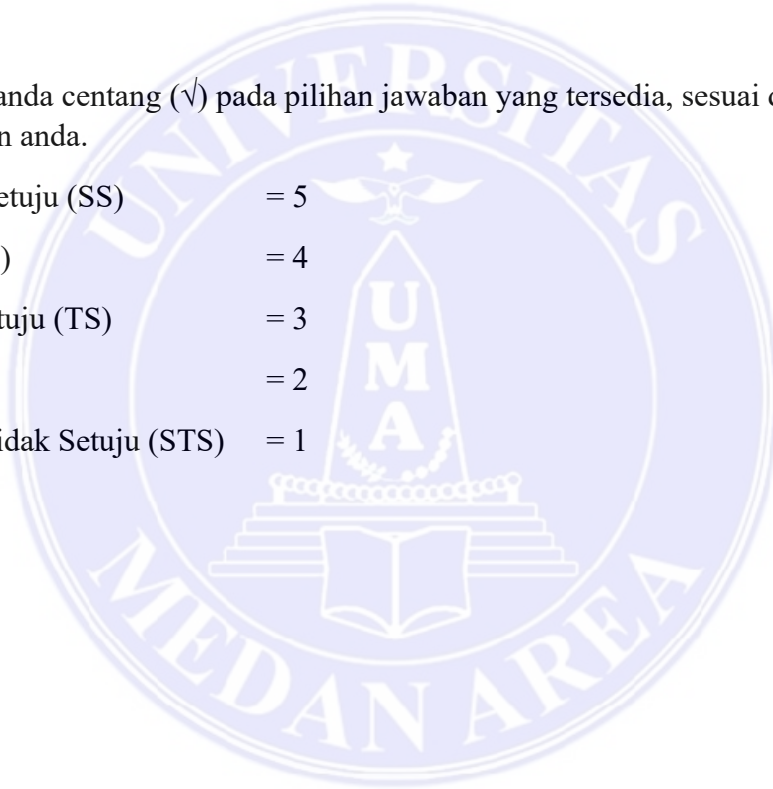 anda centang (√) pada pilihan jawaban yang tersedia, sesuai
n anda.
etuju (SS) = 5
) = 4
tuju (TS) = 3
= 2
idak Setuju (STS) = 1
UNIVERSITAS
UMA
MEDAN AREA